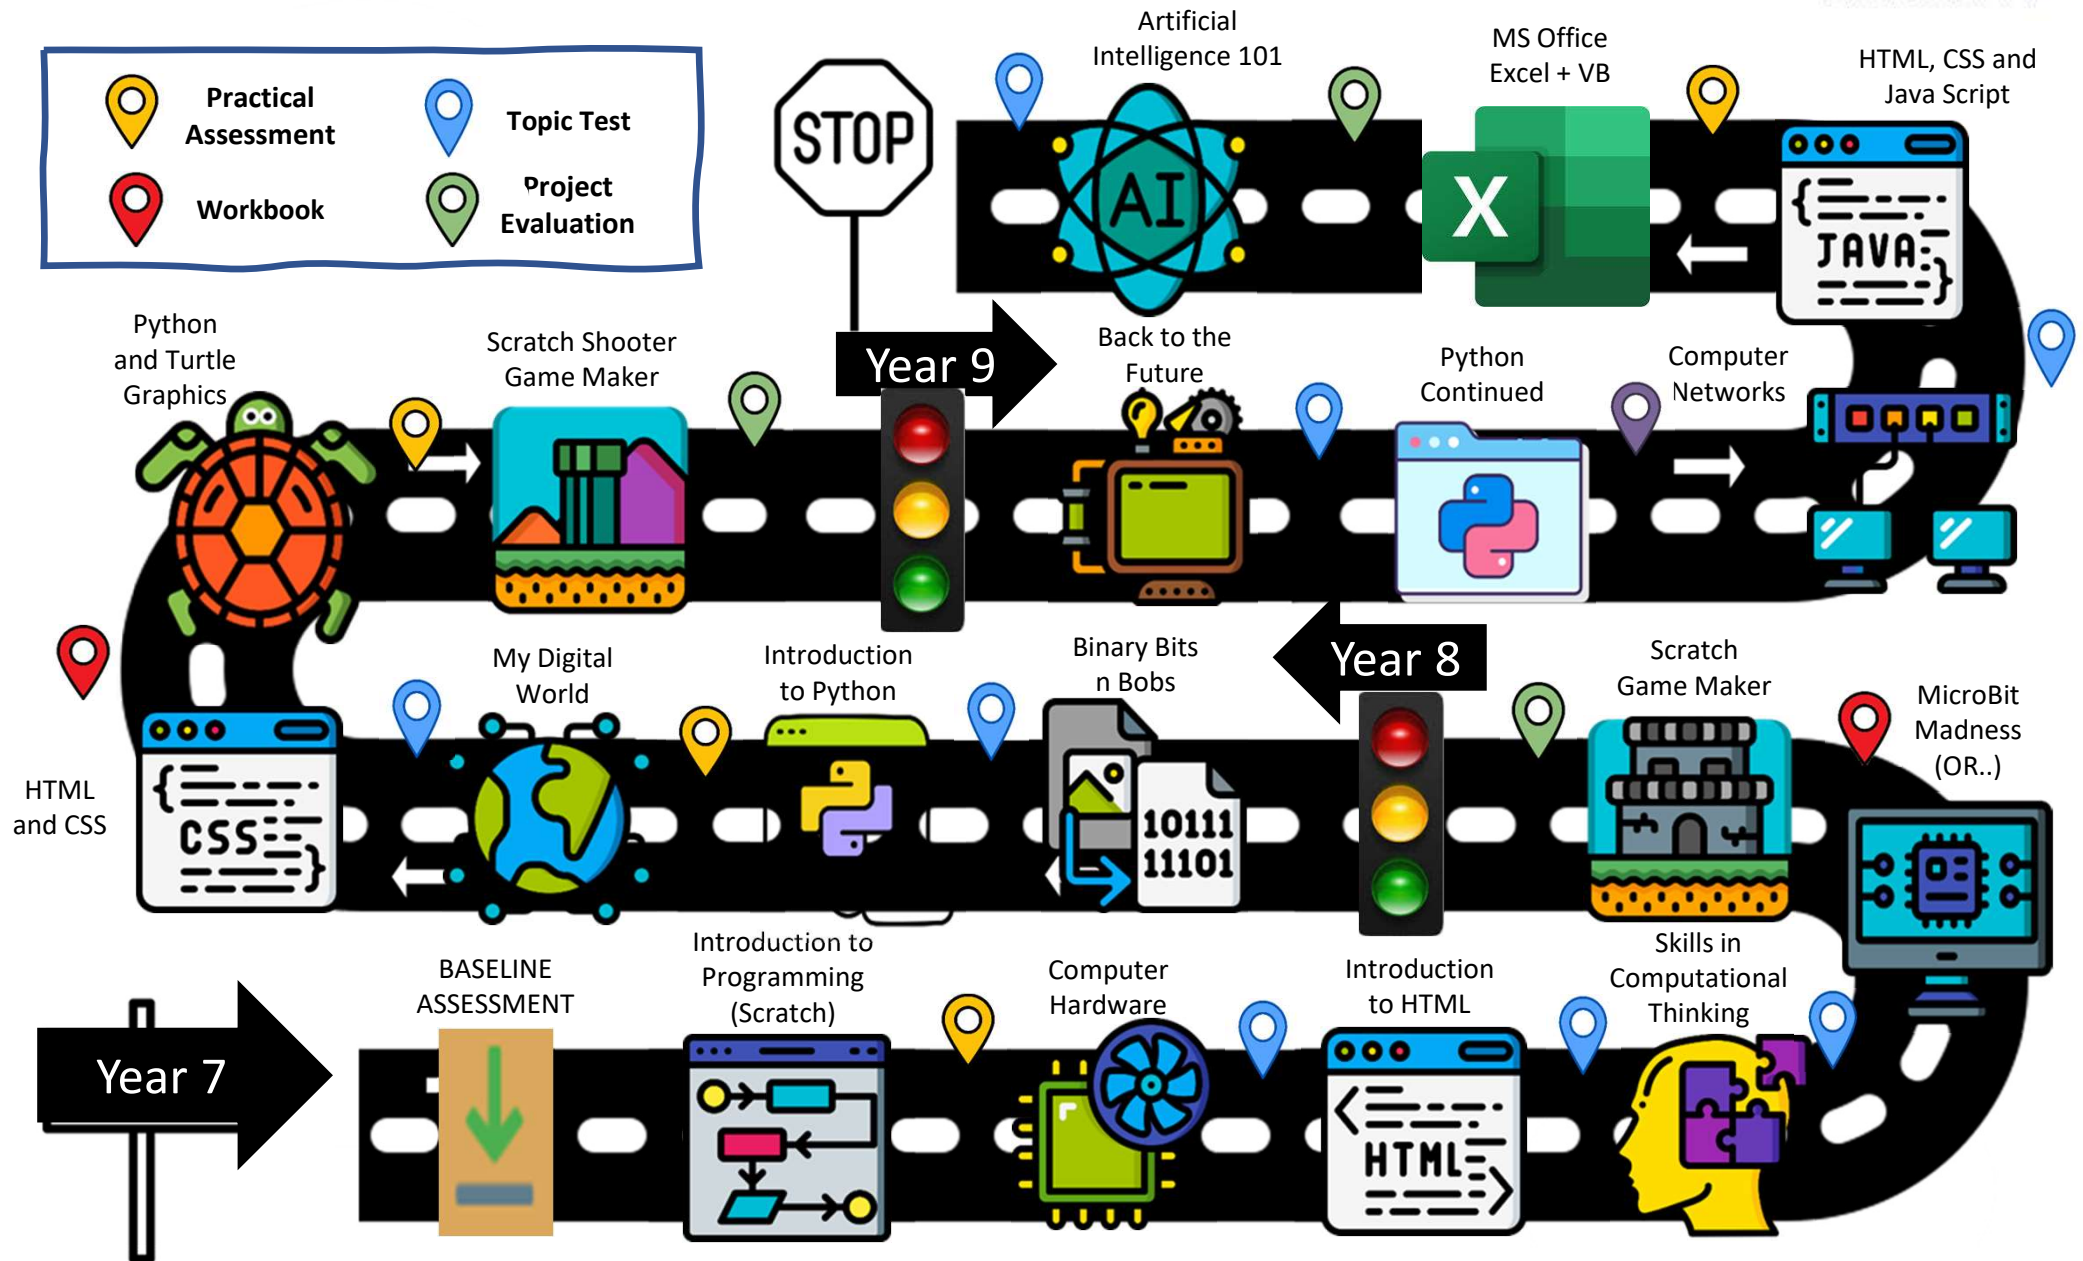 Practical
Assessment
Topic Test
Workbook
Project
Evaluation
STOP
Artificial
Intelligence 101
AI
MS Office
Excel + VB
X
HTML, CSS and
Java Script
JAVA
Python
and Turtle
Graphics
Scratch Shooter
Game Maker
Year 9
Back to the
Future
Python
Continued
Computer
Networks
HTML
and CSS
CSS
My Digital
World
Introduction
to Python
Binary Bits
n Bobs
10111
11101
Year 8
Scratch
Game Maker
MicroBit
Madness
(OR..)
Year 7
BASELINE
ASSESSMENT
Introduction to
Programming
(Scratch)
Computer
Hardware
Introduction
to HTML
HTML
Skills in
Computational
Thinking